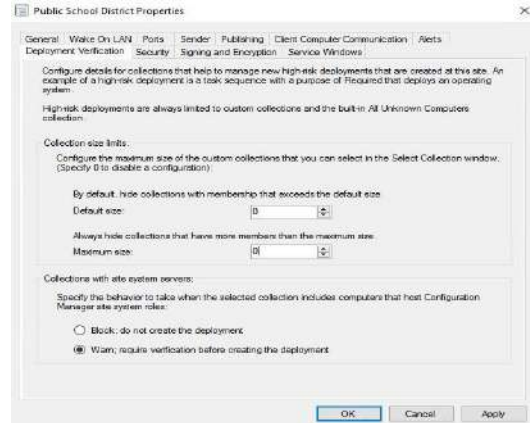 Public School District Properties
General Wake On LAN Ports Sender Publishing Client Computer Communication Alerts
Deployment Verification Security Signing and Encryption Service Windows
Configure details for collections that help to manage new high-risk deployments that are created at this site. An
example of a high-risk deployment is a task sequence with a purpose of Required that deploys an operating
system.
High-risk deployments are always limited to custom collections and the built-in All Unknown Computers
collection.
Collection size limits:
Configure the maximum size of the custom collections that you can select in the Select Collection window.
(Specify 0 to disable a configuration):
By default, hide collections with membership that exceeds the default size
Default size: 0
Always hide collections that have more members than the maximum size
Maximum size: 0
Collections with site system servers:
Specify the behavior to take when the selected collection includes computers that host Configuration
Manager site system roles:
Block; do not create the deployment
Warn; require verification before creating the deployment
OK Cancel Apply